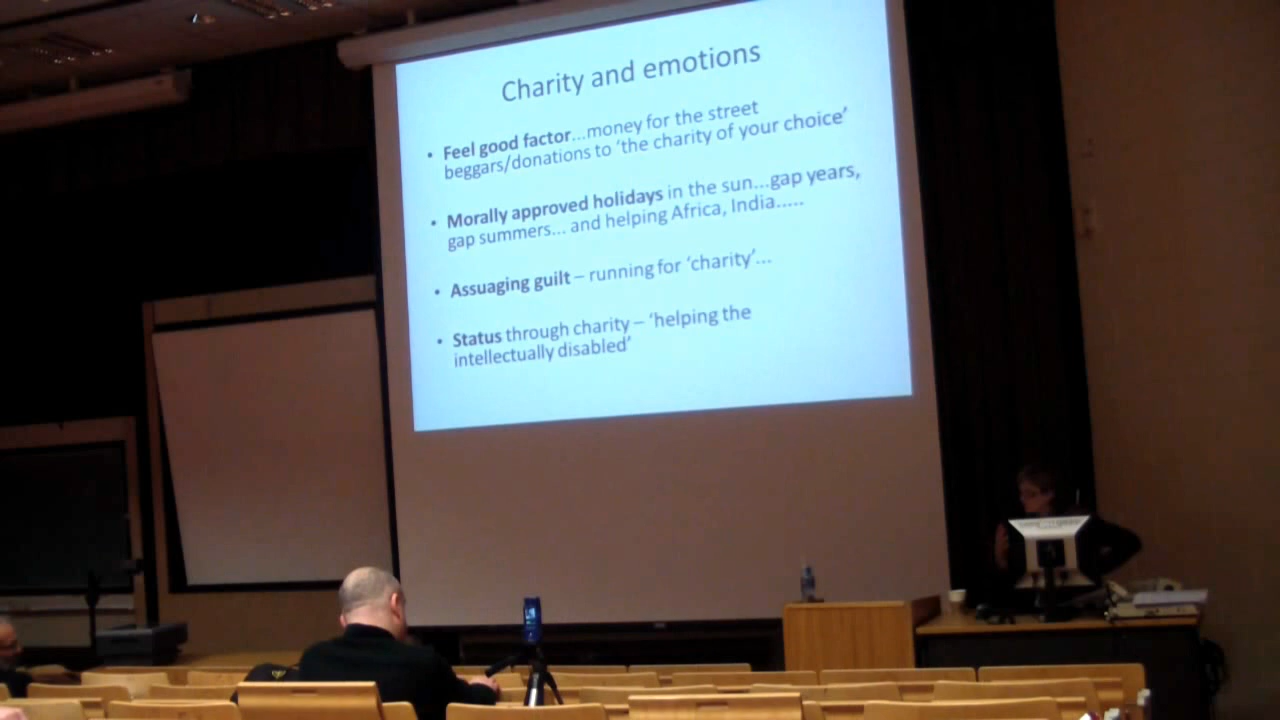 Charity and emotions
• Feel good factor...money for the street
beggars/donations to 'the charity of your choice'
• Morally approved holidays in the sun...gap years,
gap summers... and helping Africa, India.....
• Assuaging guilt – running for 'charity'...
• Status through charity – 'helping the
intellectually disabled'